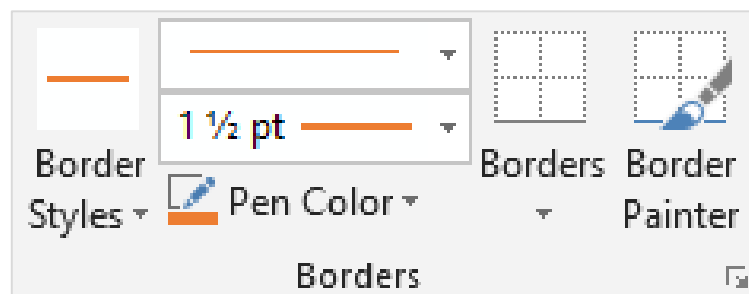 Border
Styles
1 ½ pt
Pen Color
Borders
Border
Painter
Borders